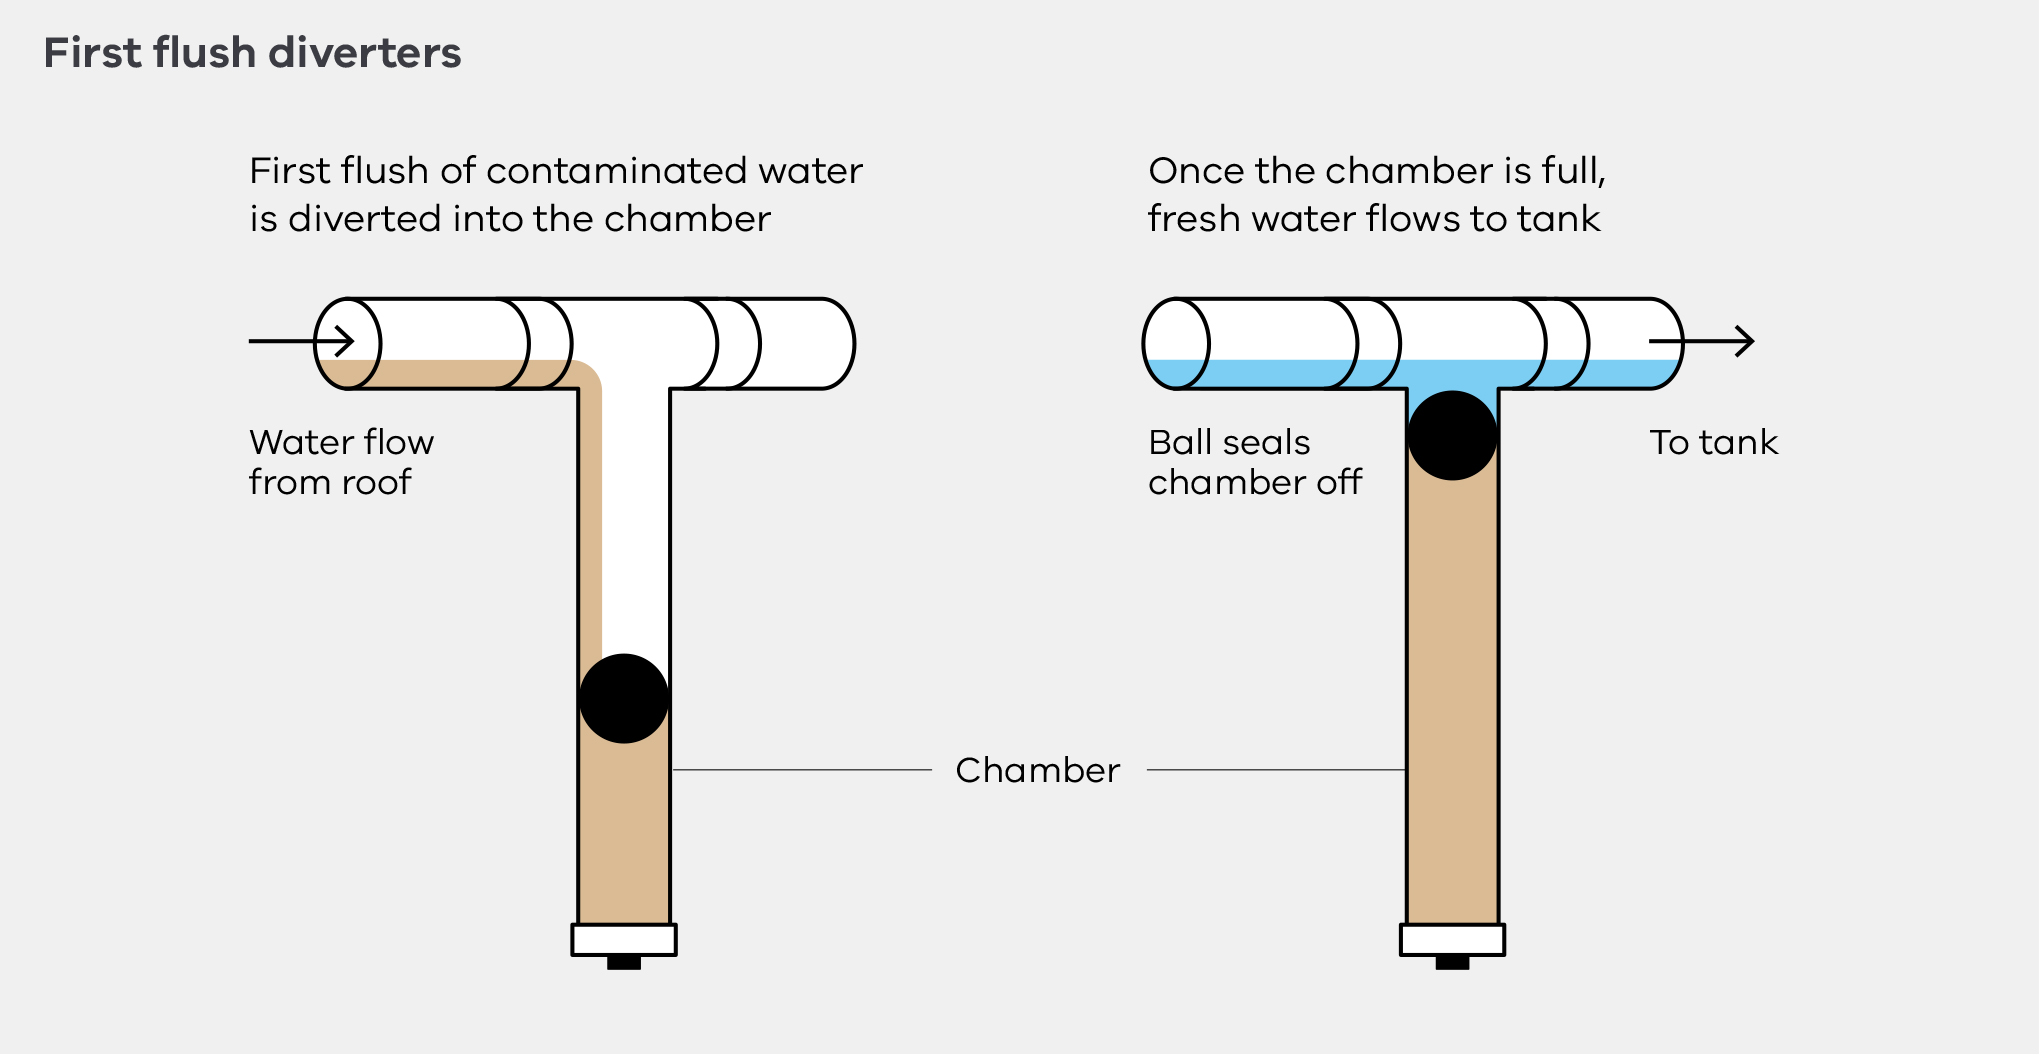 First flush diverters
First flush of contaminated water
is diverted into the chamber
Once the chamber is full,
fresh water flows to tank
Water flow
from roof
Ball seals
chamber off
To tank
Chamber